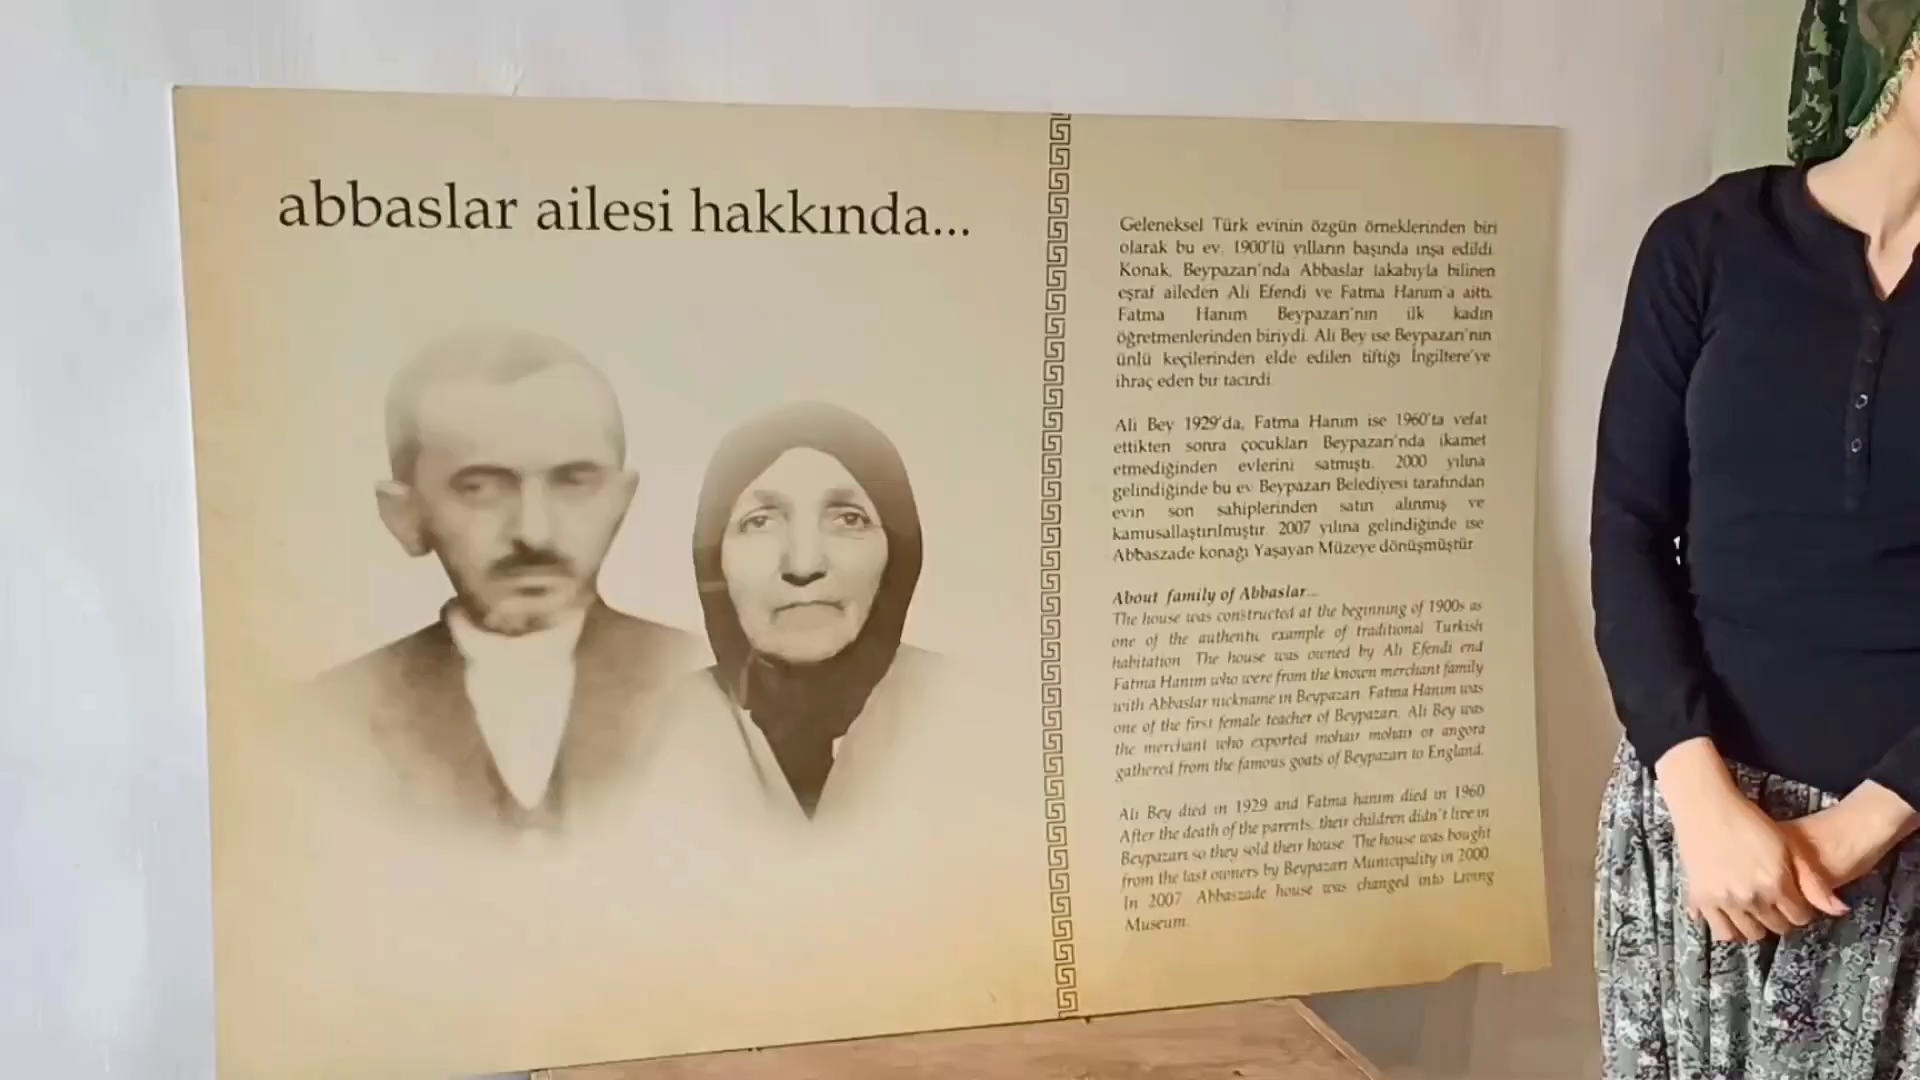 abbaslar ailesi hakkında...
Geleneksel Türk evinin özgün örneklerinden biri
olarak bu ev, 1900'lü yılların başında inşa edildi.
Konak, Beypazarı'nda Abbaslar lakabıyla bilinen
eşraf aileden Ali Efendi ve Fatma Hanım'a aitti.
Fatma Hanım Beypazarı'nın ilk kadın
öğretmenlerinden biriydi. Ali Bey ise Beypazarı'nın
ünlü keçilerinden elde edilen tiftiği İngiltere'ye
ihraç eden bir tacirdi.
Ali Bey 1929'da, Fatma Hanım ise 1960'ta vefat
ettikten sonra çocukları Beypazarı'nda ikamet
etmediğinden evlerini satmıştı. 2000 yılına
gelindiğinde bu ev Beypazarı Belediyesi tarafından
evin son sahiplerinden satın alınmış ve
kamusallaştırılmıştır. 2007 yılına gelindiğinde ise
Abbaszade konağı Yaşayan Müzeye dönüşmüştür.
About family of Abbaslar...
The house was constructed at the beginning of 1900s as
one of the authentic example of traditional Turkish
habitation. The house was owned by Ali Efendi end
Fatma Hanım who were from the known merchant family
with Abbaslar nickname in Beypazarı. Fatma Hanım was
one of the first female teacher of Beypazarı. Ali Bey was
the merchant who exported mohair mohair or angora
gathered from the famous goats of Beypazarı to England.
Ali Bey died in 1929 and Fatma hanım died in 1960.
After the death of the parents, their children didn't live in
Beypazarı so they sold their house. The house was bought
from the last owners by Beypazarı Municipality in 2000.
In 2007 Abbaszade house was changed into Living
Museum.